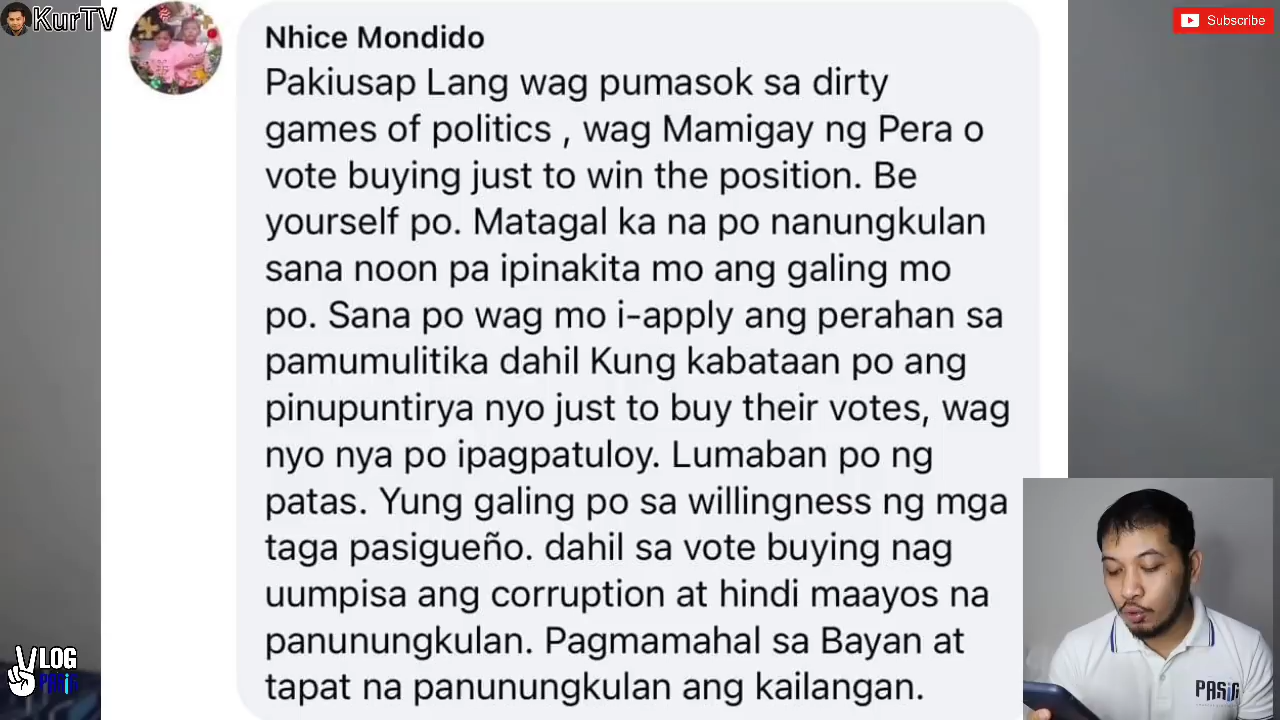 KurTV
Subscribe
Nhice Mondido
Pakiusap Lang wag pumasok sa dirty
games of politics , wag Mamigay ng Pera o
vote buying just to win the position. Be
yourself po. Matagal ka na po nanungkulan
sana noon pa ipinakita mo ang galing mo
po. Sana po wag mo i-apply ang perahan sa
pamumulitika dahil Kung kabataan po ang
pinupuntirya nyo just to buy their votes, wag
nyo nya po ipagpatuloy. Lumaban po ng
patas. Yung galing po sa willingness ng mga
taga pasigueño. dahil sa vote buying nag
uumpisa ang corruption at hindi maayos na
panunungkulan. Pagmamahal sa Bayan at
tapat na panunungkulan ang kailangan.
VLOG
PASiG
PASiG